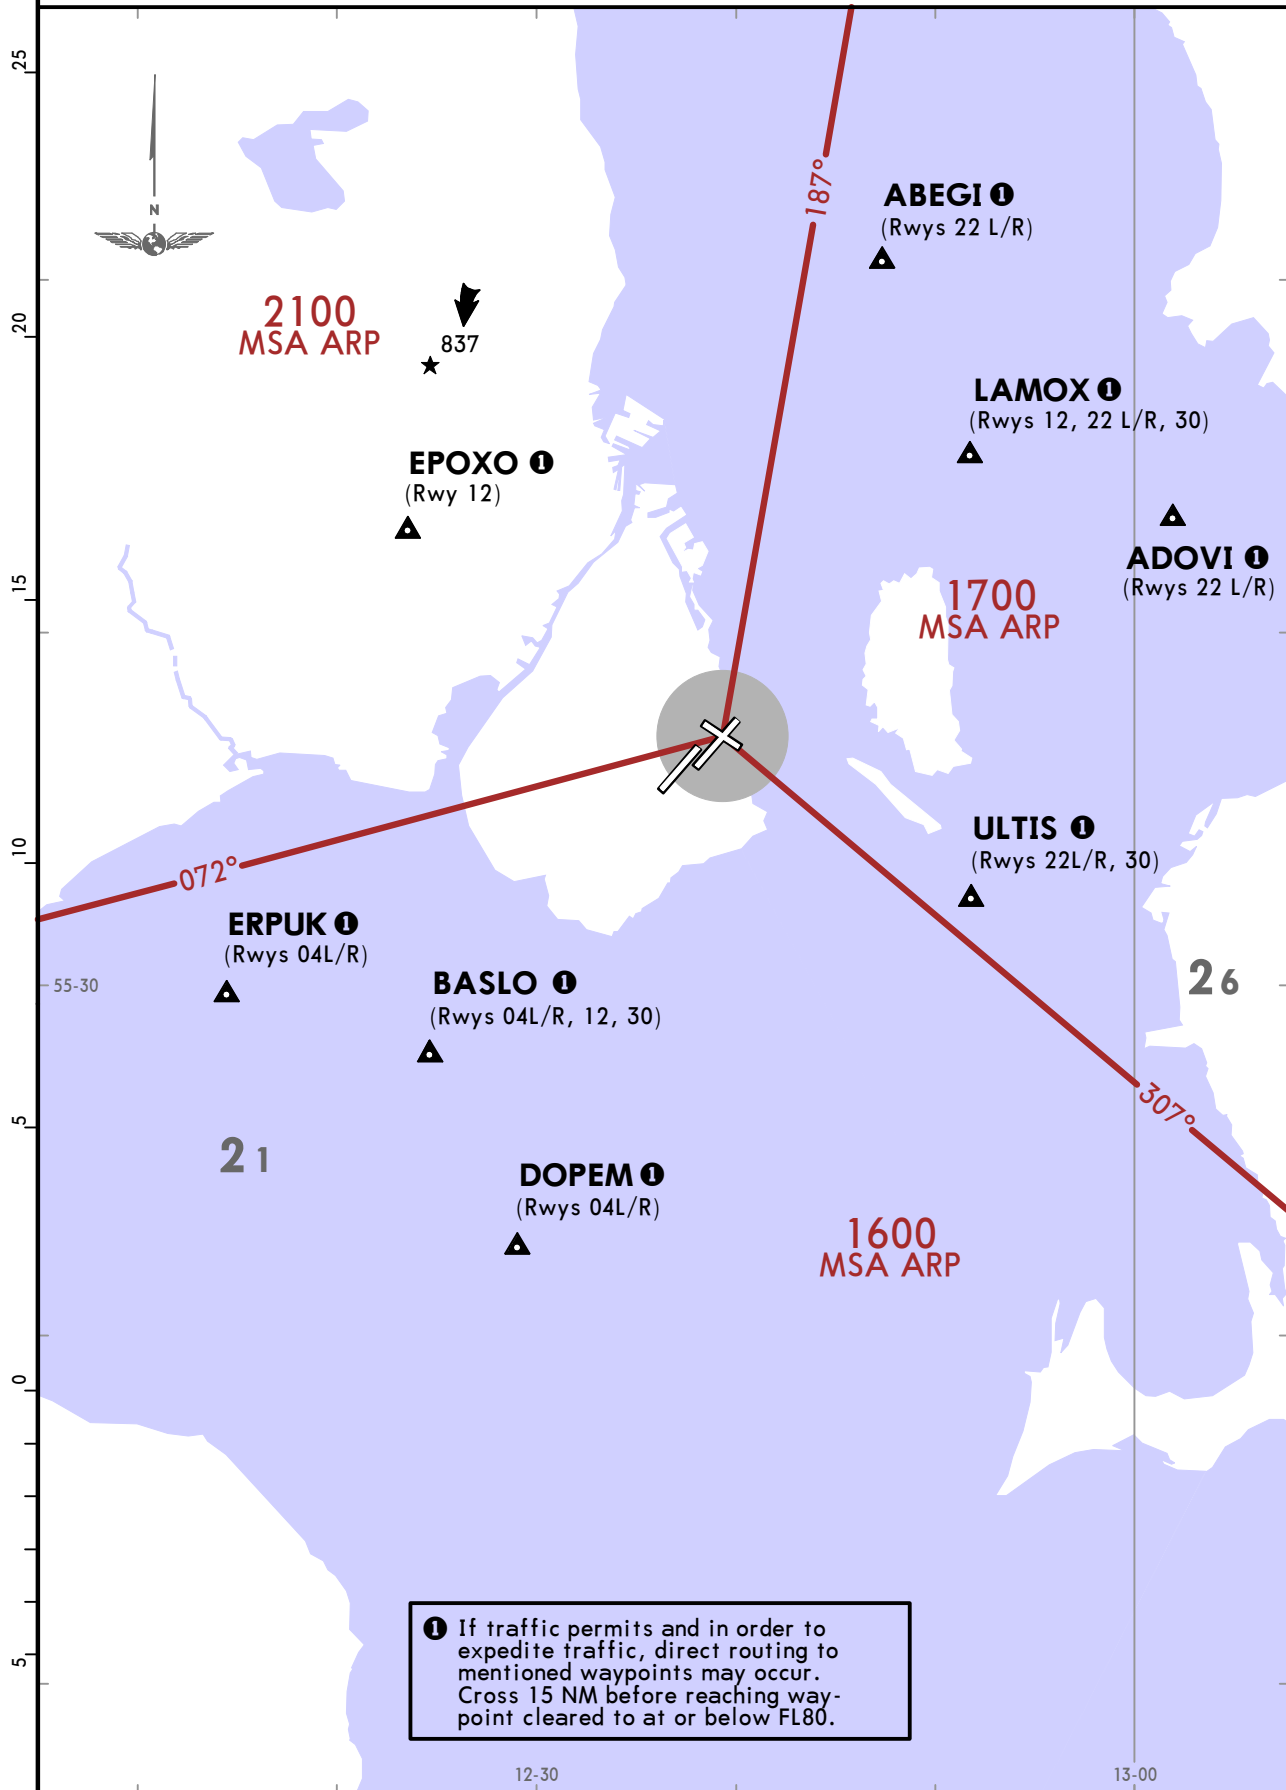 25
187°
ABEGI ❶
(Rwys 22 L/R)
N
2100
MSA ARP
837
20
LAMOX ❶
(Rwys 12, 22 L/R, 30)
EPOXO ❶
(Rwy 12)
ADOVI ❶
(Rwys 22 L/R)
15
1700
MSA ARP
ULTIS ❶
(Rwys 22L/R, 30)
10
072°
ERPUK ❶
(Rwys 04L/R)
55-30
BASLO ❶
(Rwys 04L/R, 12, 30)
26
307°
5
21
DOPEM ❶
(Rwys 04L/R)
1600
MSA ARP
0
❶ If traffic permits and in order to
expedite traffic, direct routing to
mentioned waypoints may occur.
Cross 15 NM before reaching way-
point cleared to at or below FL80.
5
12-30
13-00